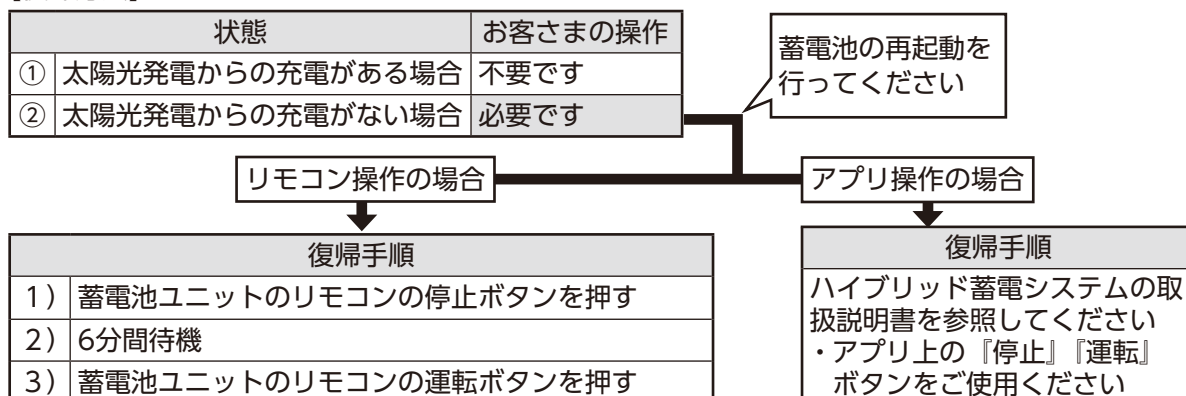 状態 お客さまの操作
① 太陽光発電からの充電がある場合 不要です
② 太陽光発電からの充電がない場合 必要です
蓄電池の再起動を
行ってください
リモコン操作の場合
アプリ操作の場合
復帰手順
1） 蓄電池ユニットのリモコンの停止ボタンを押す
2） 6分間待機
3） 蓄電池ユニットのリモコンの運転ボタンを押す
復帰手順
ハイブリッド蓄電システムの取
扱説明書を参照してください
・アプリ上の『停止』『運転』
ボタンをご使用ください